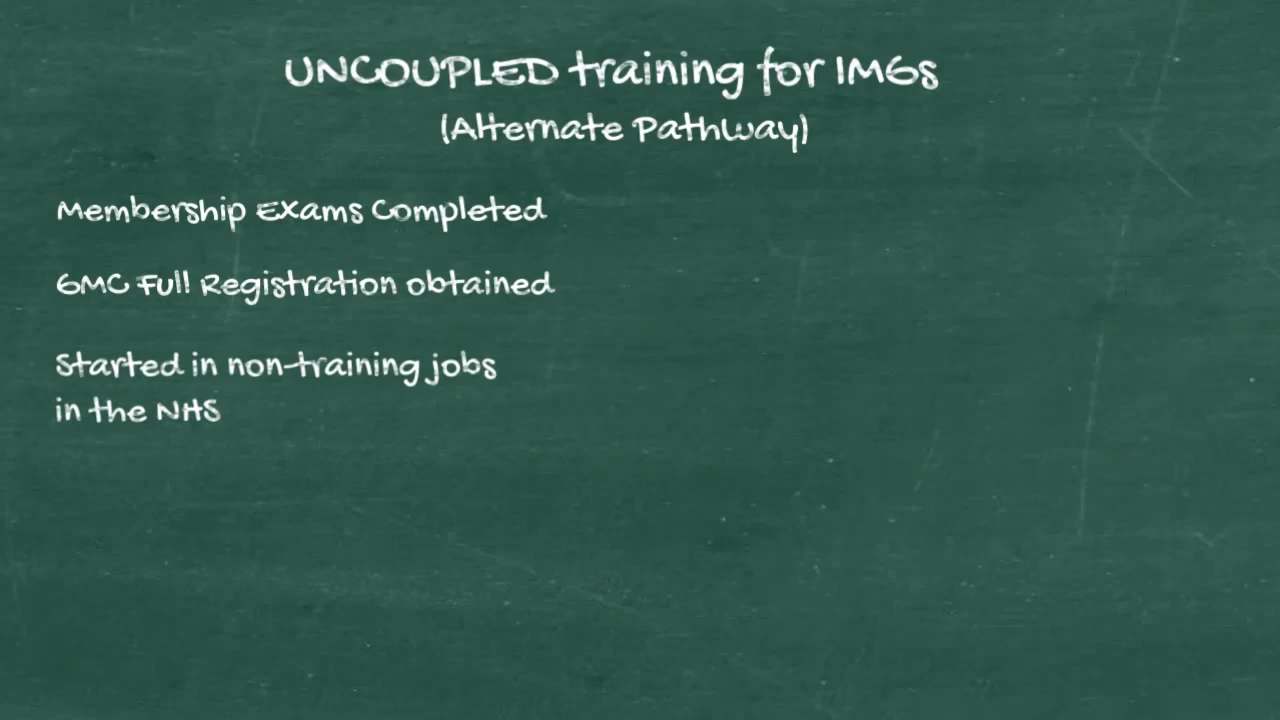 UNCOUPLED training for IMGs
(Alternate Pathway)
Membership Exams Completed
GMC Full Registration obtained
Started in non-training jobs
in the NHS